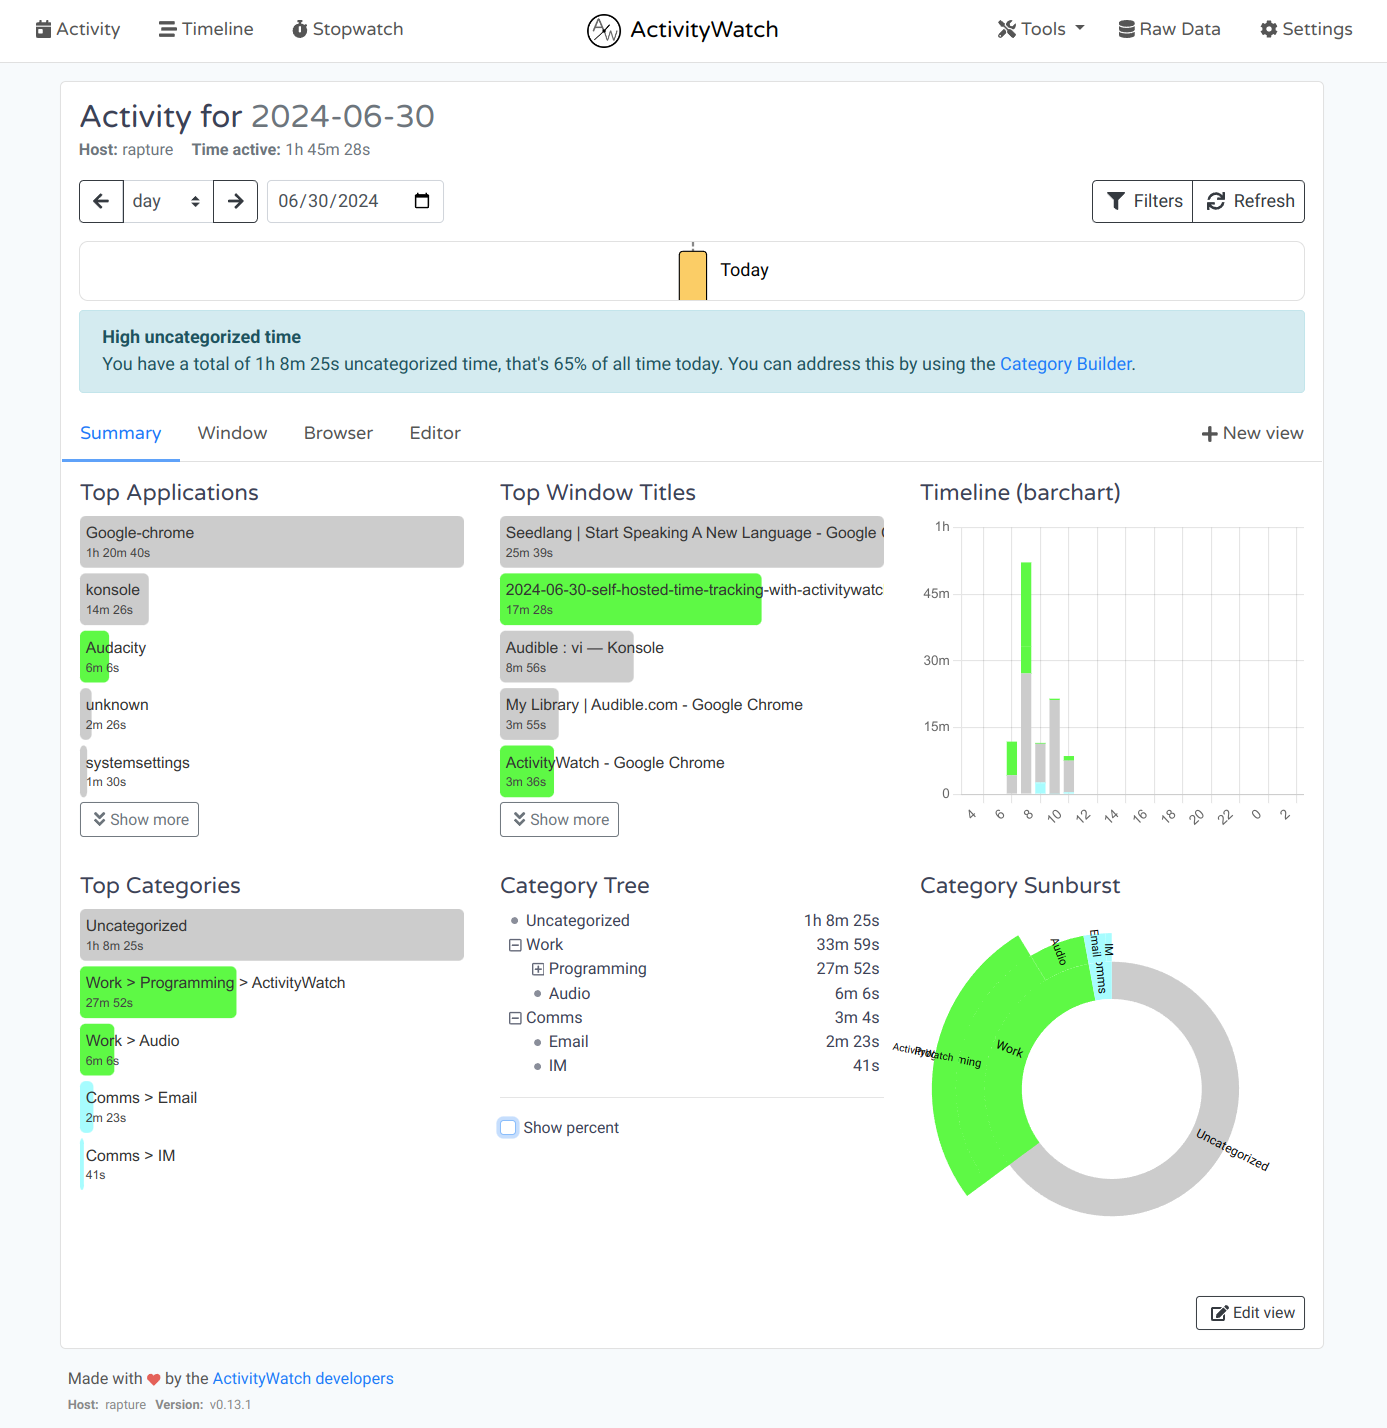 Activity
Timeline
Stopwatch
ActivityWatch
Tools
Raw Data
Settings
Activity for 2024-06-30
Host: rapture Time active: 1h 45m 28s
day
06/30/2024
Filters
Refresh
Today
High uncategorized time
You have a total of 1h 8m 25s uncategorized time, that's 65% of all time today. You can address this by using the Category Builder.
Summary
Window
Browser
Editor
New view
Top Applications
Google-chrome
1h 20m 40s
konsole
14m 26s
Audacity
6m 6s
unknown
2m 26s
systemsettings
1m 30s
Show more
Top Window Titles
Seedlang | Start Speaking A New Language - Google
25m 39s
2024-06-30-self-hosted-time-tracking-with-activitywatc
17m 28s
Audible : vi — Konsole
8m 56s
My Library | Audible.com - Google Chrome
3m 55s
ActivityWatch - Google Chrome
3m 36s
Show more
Timeline (barchart)
1h
45m
30m
15m
0
4 6 8 10 12 14 16 18 20 22 0 2
Top Categories
Uncategorized
1h 8m 25s
Work > Programming > ActivityWatch
27m 52s
Work > Audio
6m 6s
Comms > Email
2m 23s
Comms > IM
41s
Category Tree
Uncategorized 1h 8m 25s
Work 33m 59s
Programming 27m 52s
Audio 6m 6s
Comms 3m 4s
Email 2m 23s
IM 41s
Show percent
Category Sunburst
Audio
Email
IM
omms
Work
Uncategorized
Edit view
Made with ❤ by the ActivityWatch developers
Host: rapture Version: v0.13.1